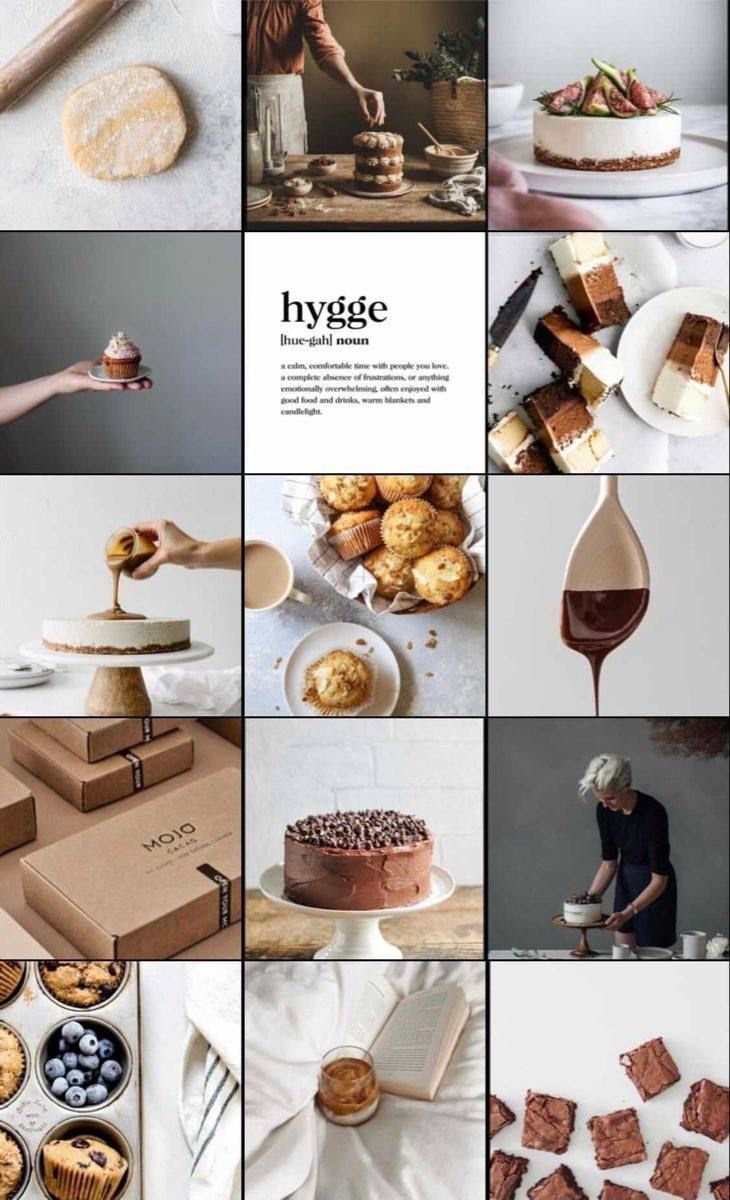 hygge
[hue-gah] noun
a calm, comfortable time with people you love.
a complete absence of frustrations, or anything
emotionally overwhelming, often enjoyed with
good food and drinks, warm blankets and
candlelight.
MOJO
CACAO